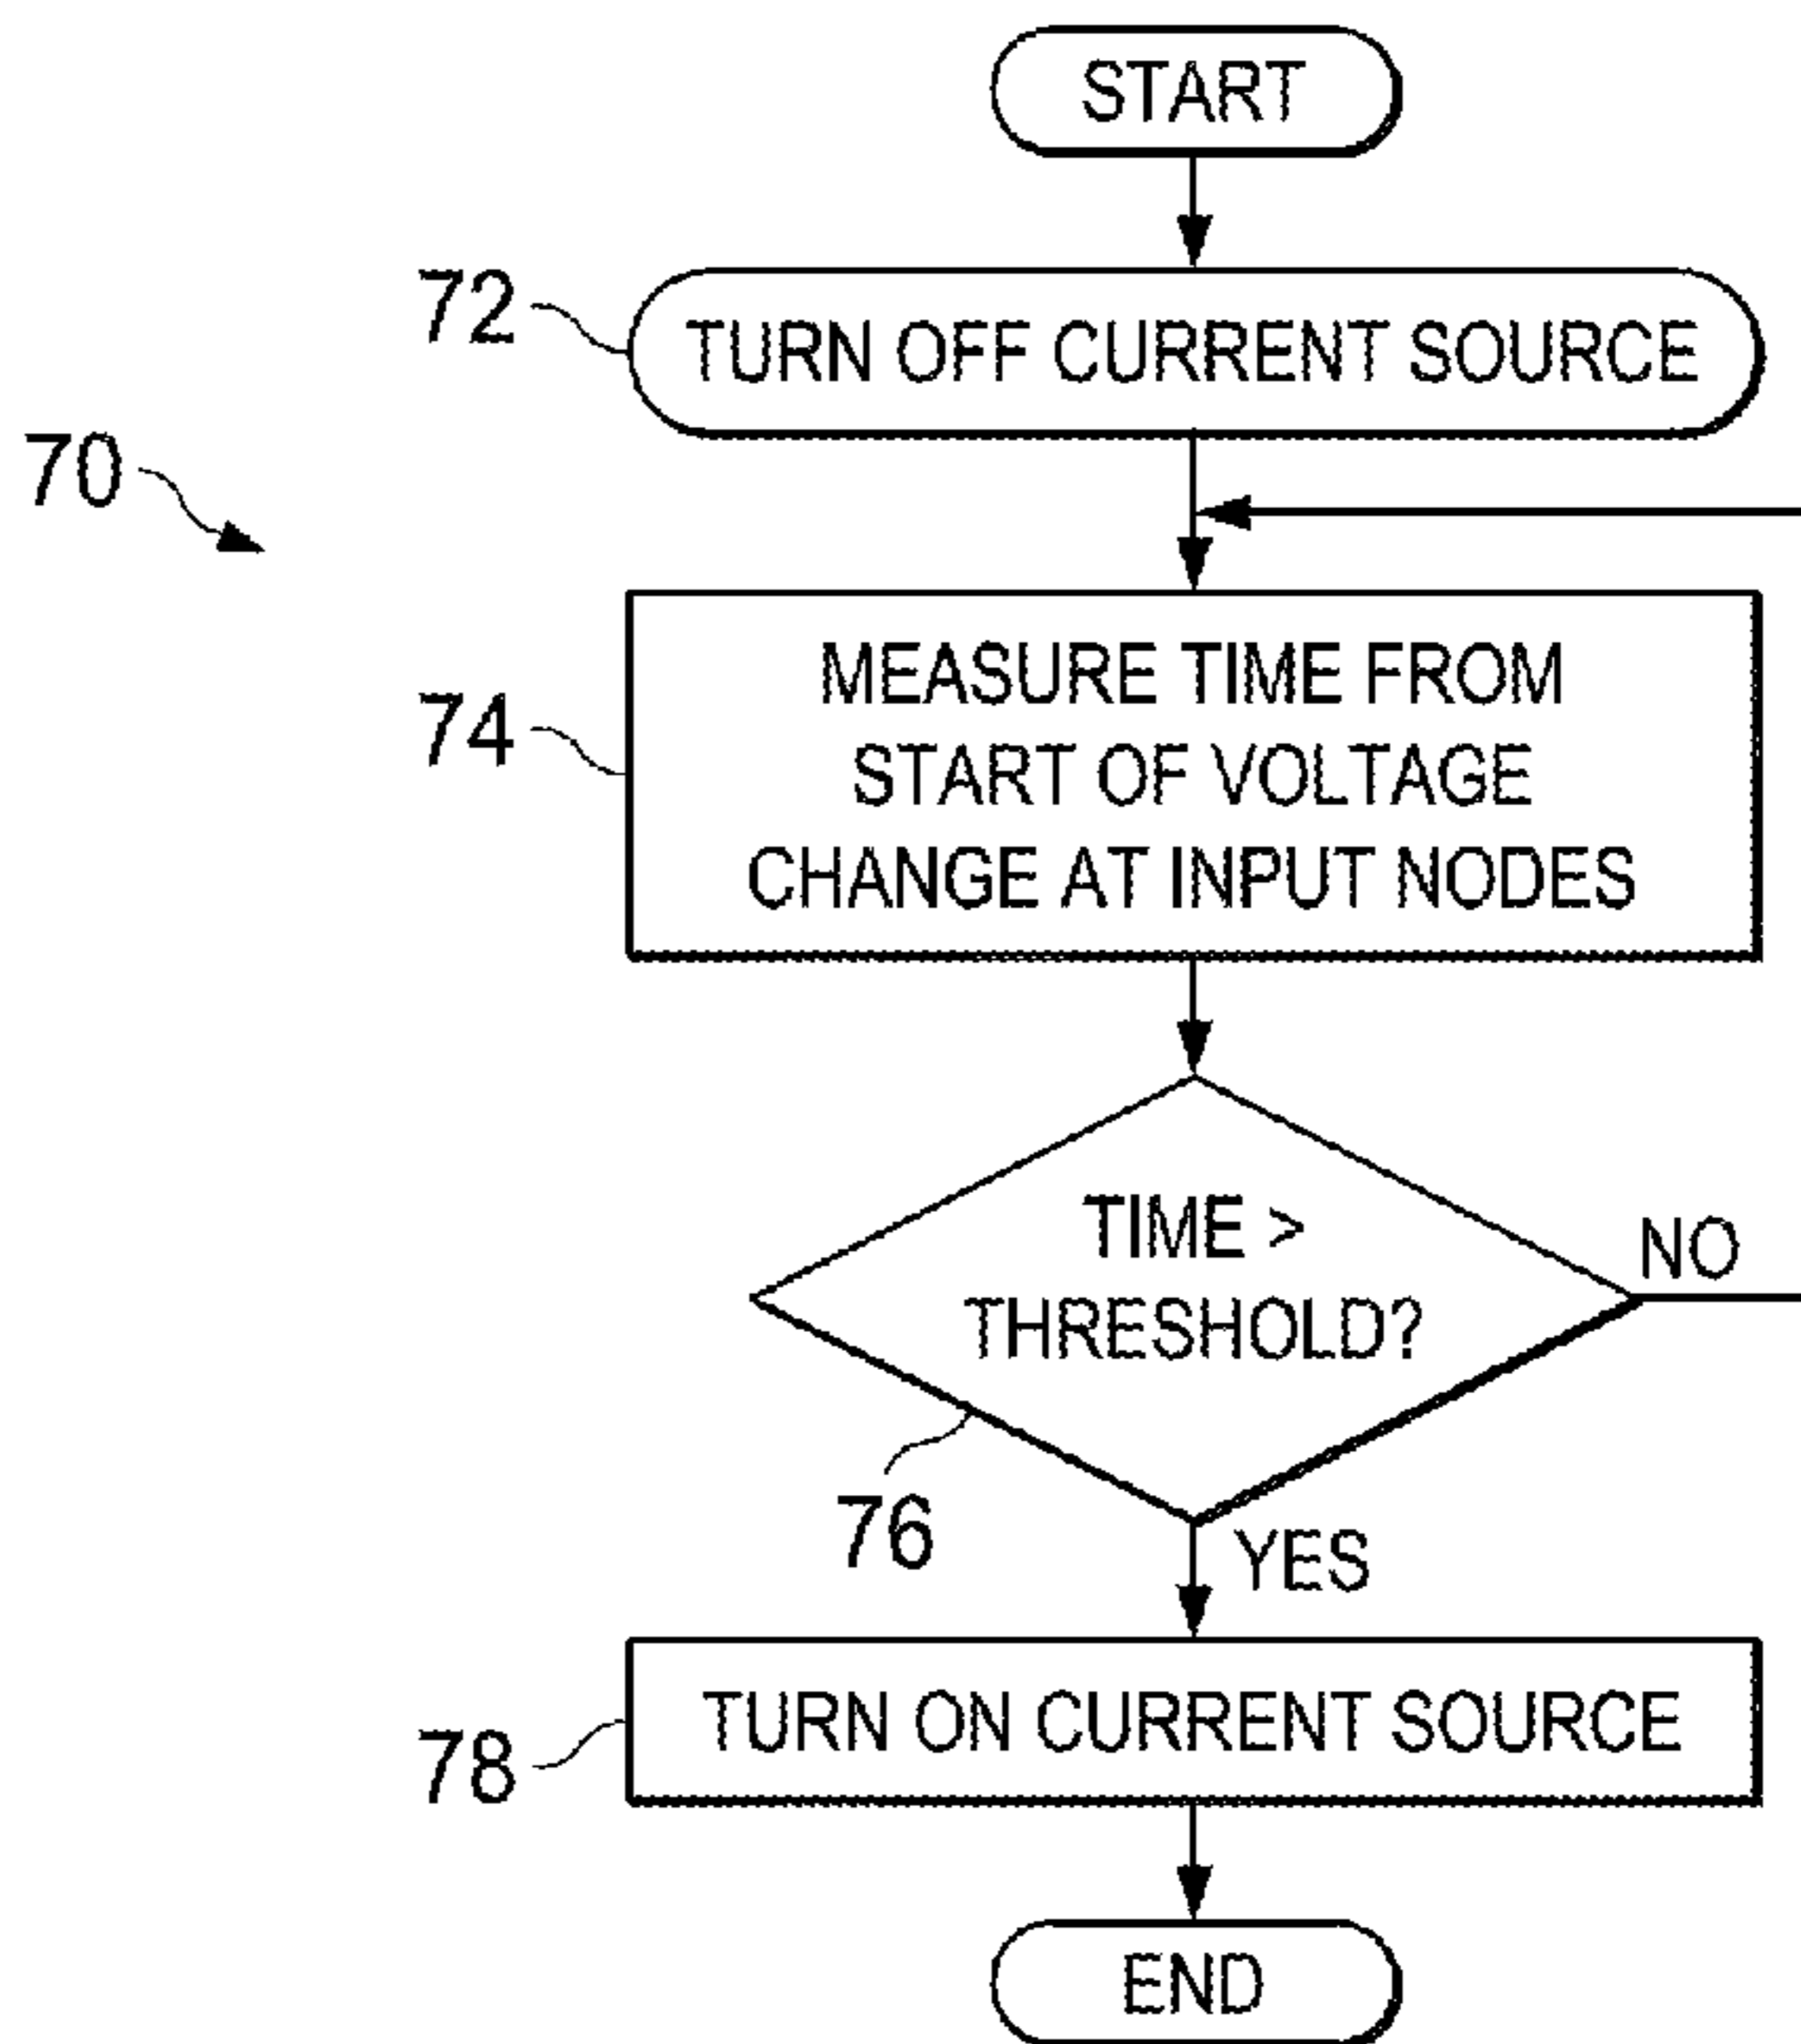 START
72
TURN OFF CURRENT SOURCE
70
74
MEASURE TIME FROM
START OF VOLTAGE
CHANGE AT INPUT NODES
TIME >
THRESHOLD?
NO
76
YES
78
TURN ON CURRENT SOURCE
END